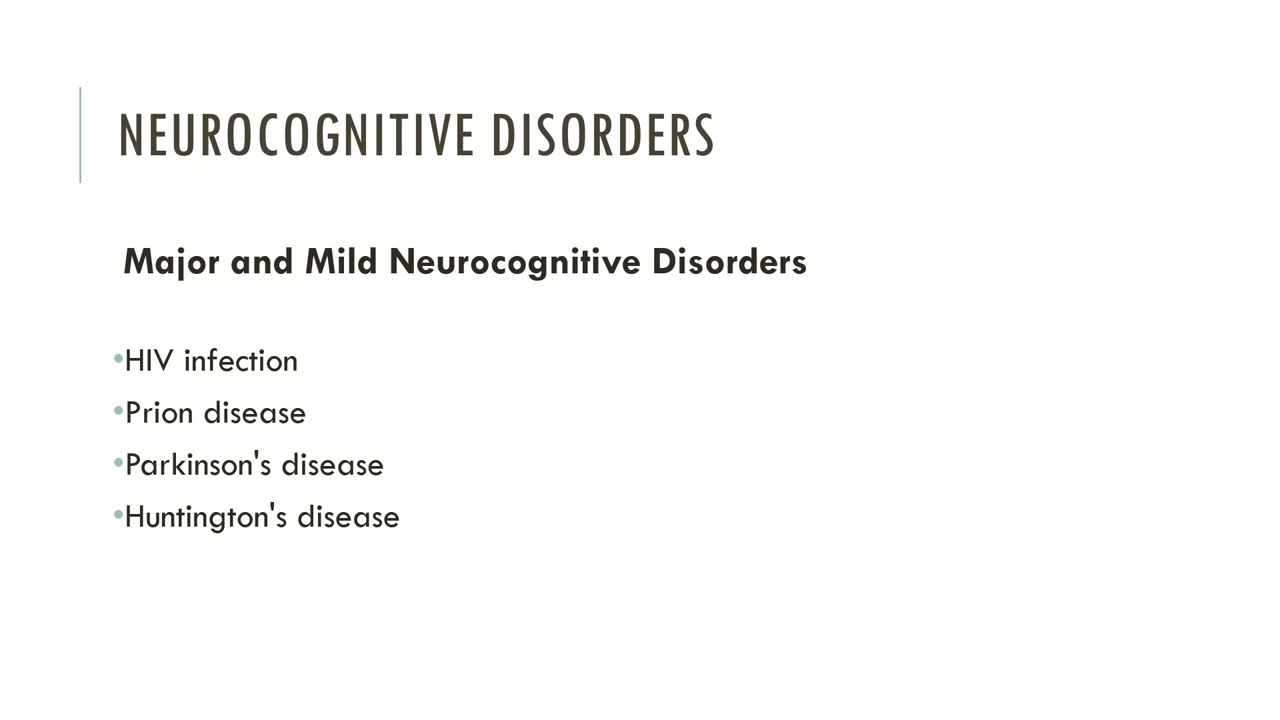 NEUROCOGNITIVE DISORDERS
Major and Mild Neurocognitive Disorders
•HIV infection
•Prion disease
•Parkinson's disease
•Huntington's disease